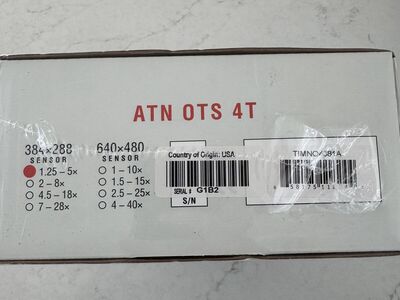 ATN OTS 4T
384×288
SENSOR
1.25 – 5×
2 – 8×
4.5 – 18×
7 – 28×
640×480
SENSOR
1 – 10×
1.5 – 15×
2.5 – 25×
4 – 40×
Country of Origin: USA
SERIAL # G1B2
S/N